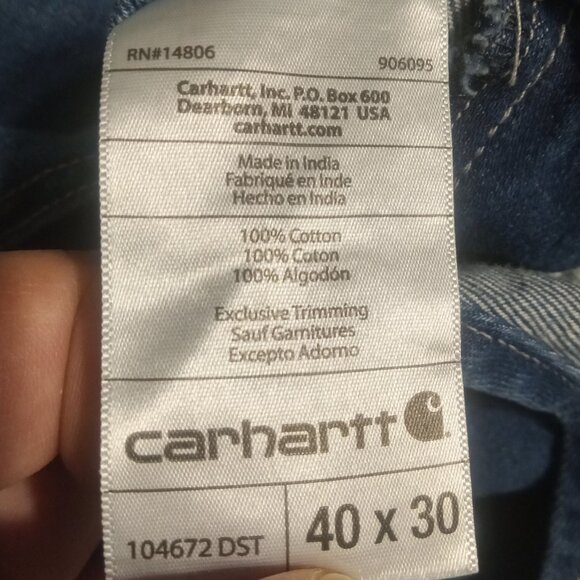 RN#14806
906095
Carhartt, Inc. P.O. Box 600
Dearborn, MI 48121 USA
carhartt.com
Made in India
Fabriqué en Inde
Hecho en India
100% Cotton
100% Coton
100% Algodón
Exclusive Trimming
Sauf Garnitures
Excepto Adorno
carhartt
104672 DST
40 x 30